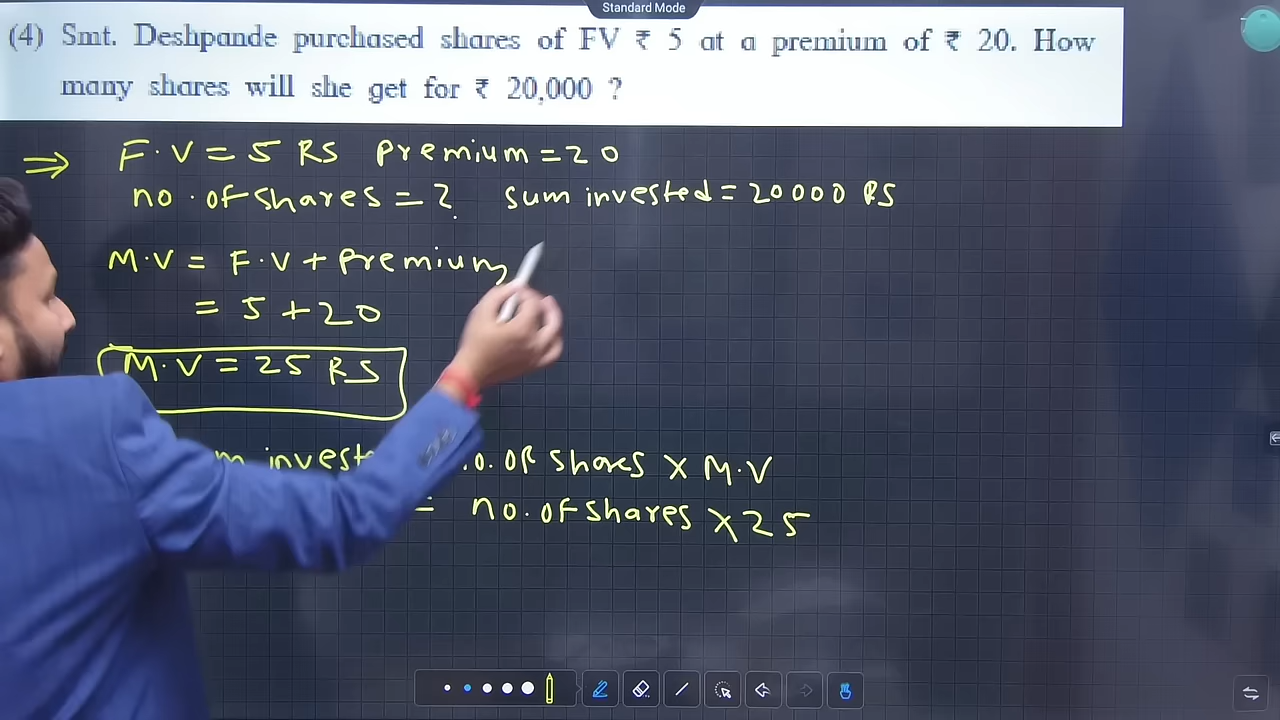 Standard Mode
(4) Smt. Deshpande purchased shares of FV ₹ 5 at a premium of ₹ 20. How
many shares will she get for ₹ 20,000 ?
⇒ F.V = 5 RS premium = 20
no. of shares = ? sum invested = 20000 RS
M.V = F.V + premium
= 5 + 20
M.V = 25 RS
of shares × M.V
= no. of shares × 25